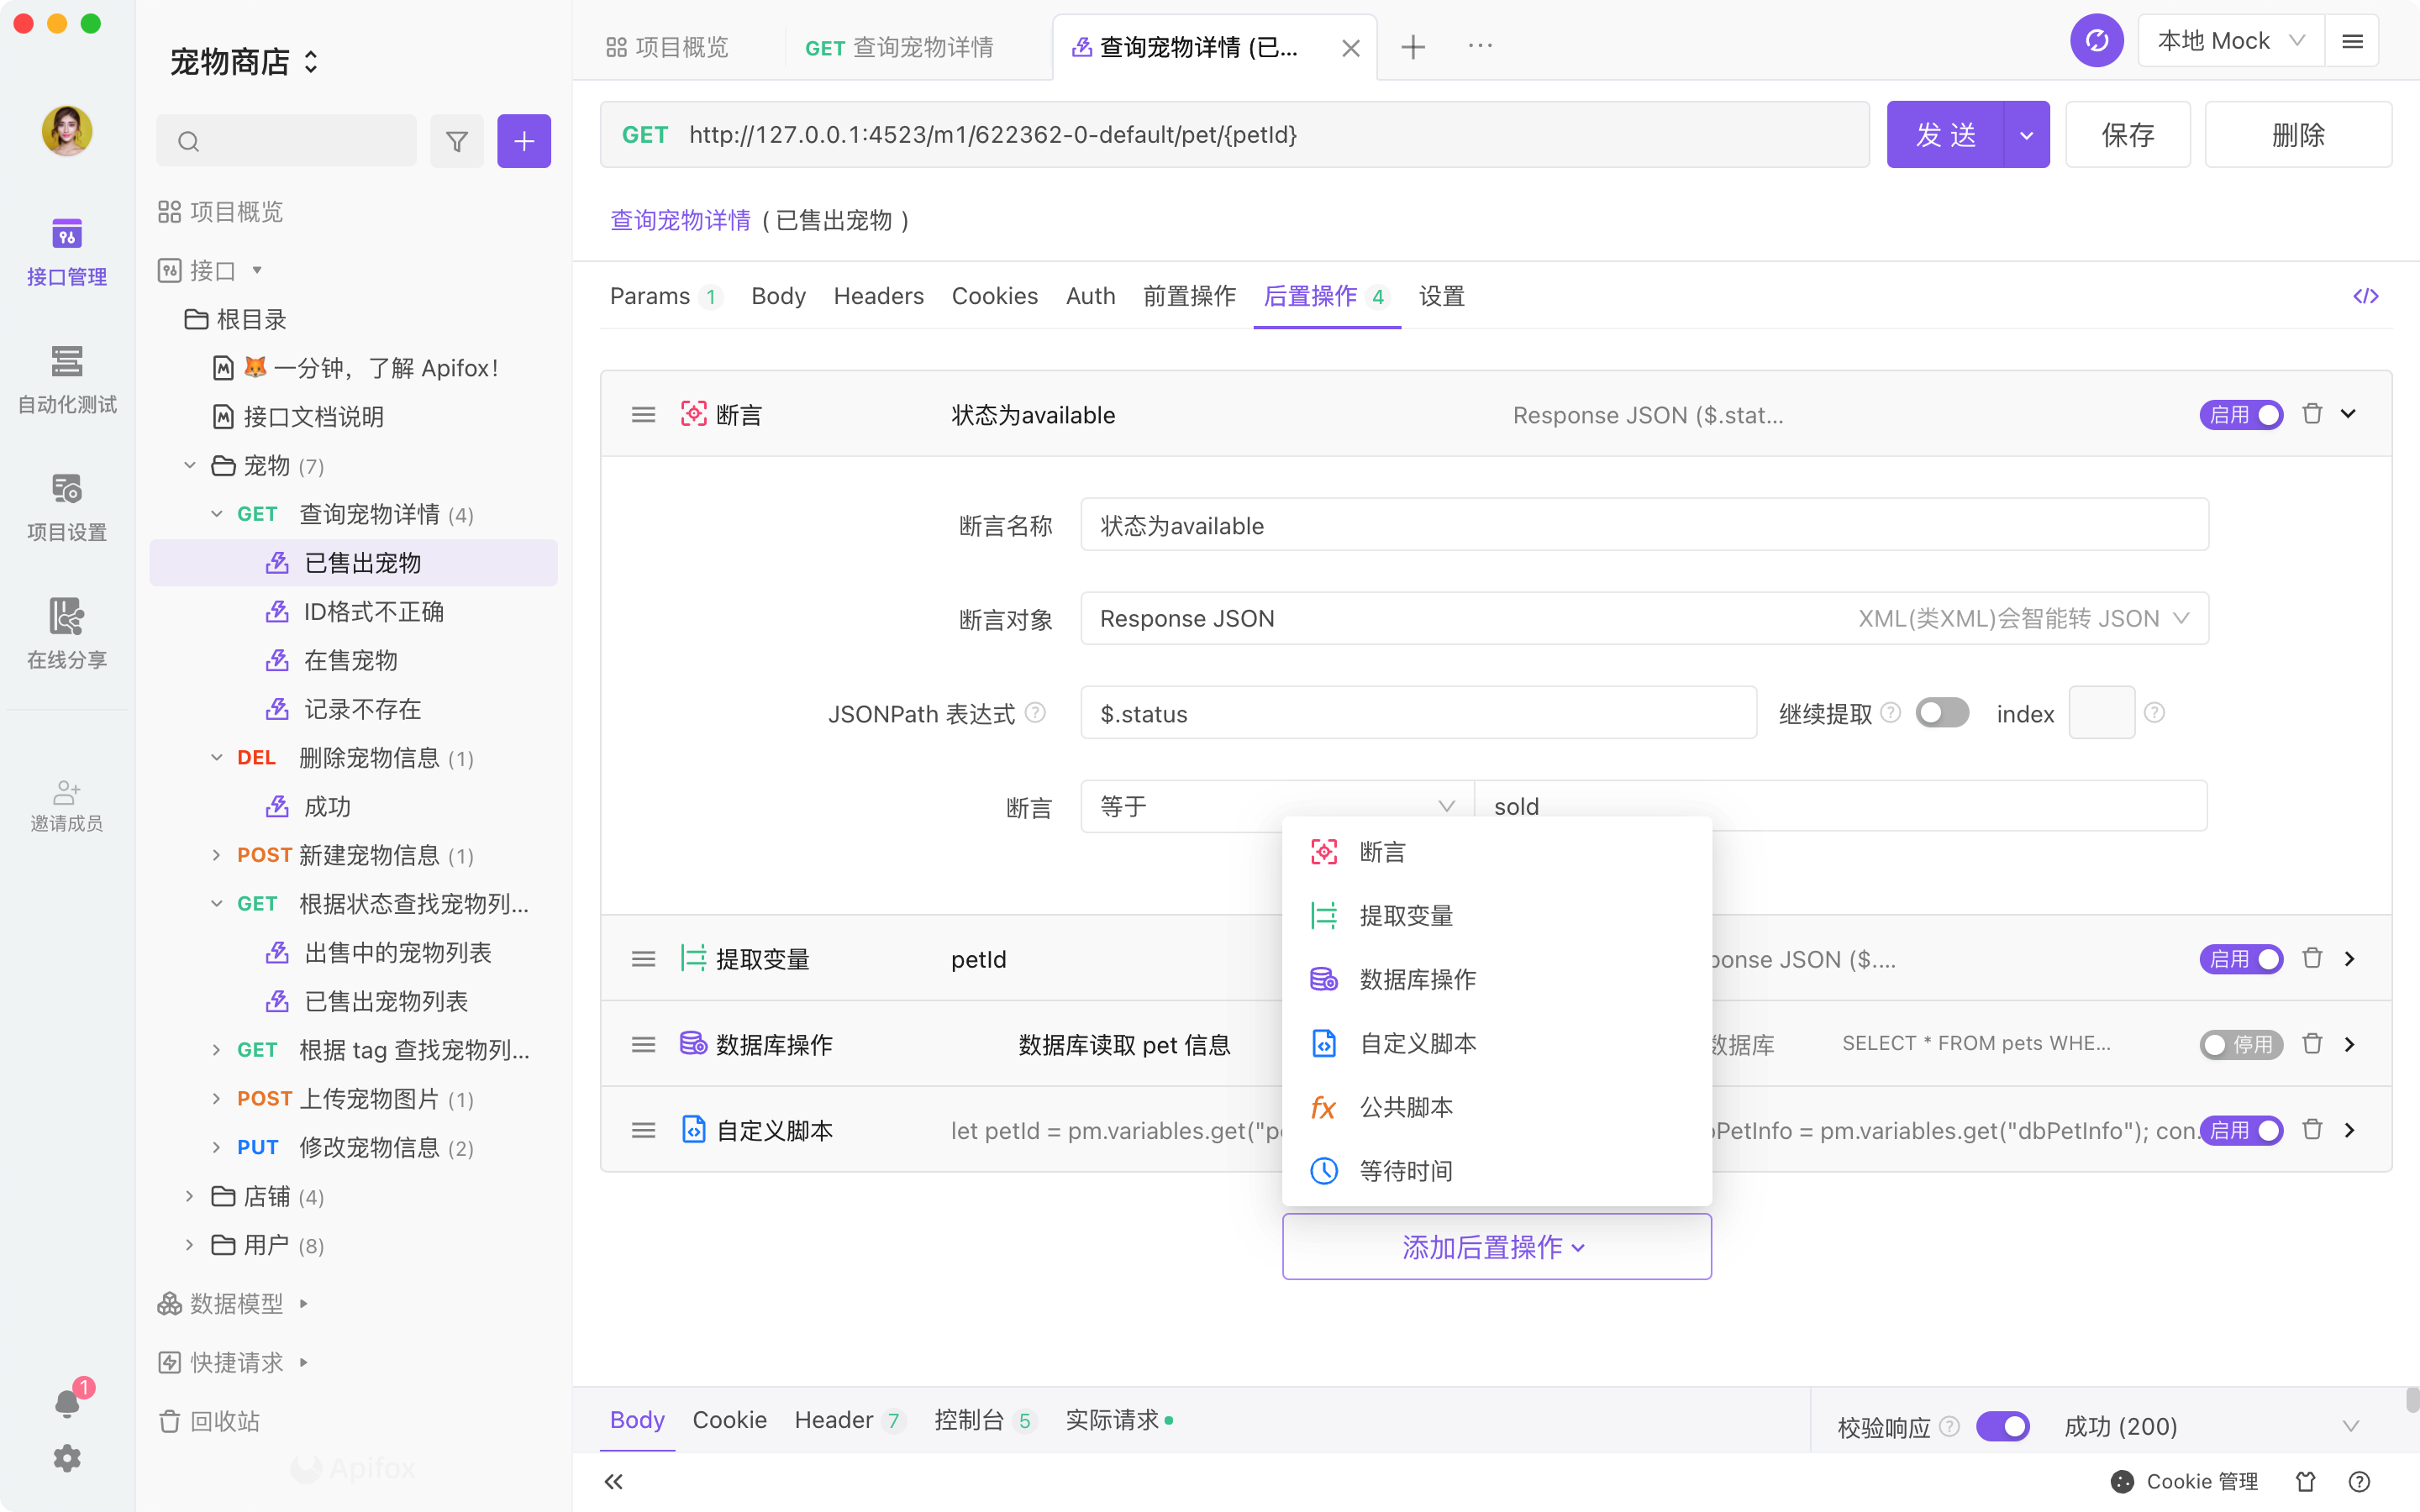 宠物商店
接口管理
自动化测试
项目设置
在线分享
邀请成员
1
项目概览
接口
根目录
🦊 一分钟，了解 Apifox！
接口文档说明
宠物 (7)
GET 查询宠物详情 (4)
已售出宠物
ID格式不正确
在售宠物
记录不存在
DEL 删除宠物信息 (1)
成功
POST 新建宠物信息 (1)
GET 根据状态查找宠物列...
出售中的宠物列表
已售出宠物列表
GET 根据 tag 查找宠物列...
POST 上传宠物图片 (1)
PUT 修改宠物信息 (2)
店铺 (4)
用户 (8)
数据模型
快捷请求
回收站
Apifox
项目概览 GET 查询宠物详情 查询宠物详情 (已... ···
本地 Mock
GET http://127.0.0.1:4523/m1/622362-0-default/pet/{petId}
发 送 保存 删除
查询宠物详情 ( 已售出宠物 )
Params 1 Body Headers Cookies Auth 前置操作 后置操作 4 设置
断言 状态为available Response JSON ($.stat... 启用
断言名称 状态为available
断言对象 Response JSON XML(类XML)会智能转 JSON
JSONPath 表达式 $.status 继续提取 index
断言 等于 sold
断言
提取变量
数据库操作
自定义脚本
公共脚本
等待时间
提取变量 petId ponse JSON ($.... 启用
数据库操作 数据库读取 pet 信息 数据库 SELECT * FROM pets WHE... 停用
自定义脚本 let petId = pm.variables.get("p PetInfo = pm.variables.get("dbPetInfo"); con. 启用
添加后置操作
Body Cookie Header 7 控制台 5 实际请求
校验响应 成功 (200)
Cookie 管理